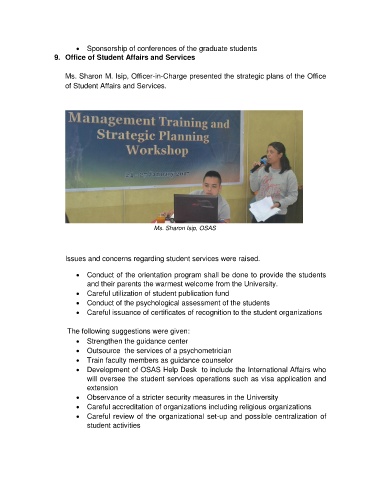 • Sponsorship of conferences of the graduate students
9. Office of Student Affairs and Services
Ms. Sharon M. Isip, Officer-in-Charge presented the strategic plans of the Office
of Student Affairs and Services.
Management Training and
Strategic Planning
Workshop
Ms. Sharon Isip, OSAS
Issues and concerns regarding student services were raised.
• Conduct of the orientation program shall be done to provide the students
and their parents the warmest welcome from the University.
• Careful utilization of student publication fund
• Conduct of the psychological assessment of the students
• Careful issuance of certificates of recognition to the student organizations
The following suggestions were given:
• Strengthen the guidance center
• Outsource the services of a psychometrician
• Train faculty members as guidance counselor
• Development of OSAS Help Desk to include the International Affairs who
will oversee the student services operations such as visa application and
extension
• Observance of a stricter security measures in the University
• Careful accreditation of organizations including religious organizations
• Careful review of the organizational set-up and possible centralization of
student activities